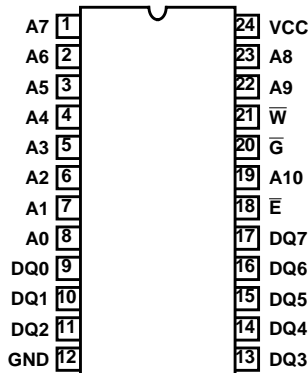 A7 1 24 VCC
A6 2 23 A8
A5 3 22 A9
A4 4 21 W̅
A3 5 20 G̅
A2 6 19 A10
A1 7 18 E̅
A0 8 17 DQ7
DQ0 9 16 DQ6
DQ1 10 15 DQ5
DQ2 11 14 DQ4
GND 12 13 DQ3